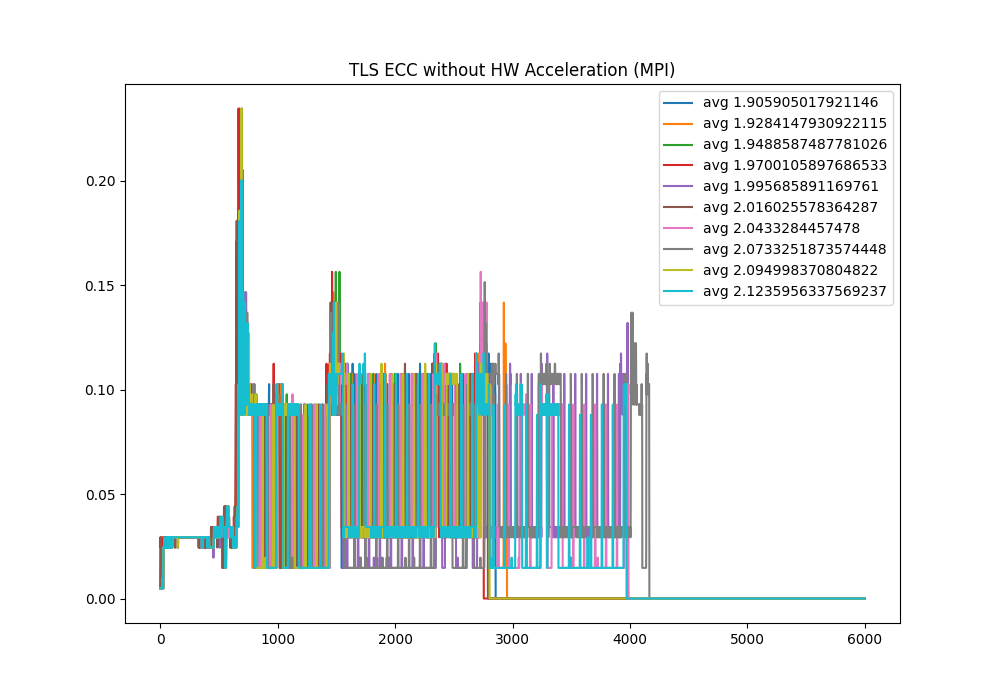 TLS ECC without HW Acceleration (MPI)
avg 1.905905017921146
avg 1.9284147930922115
avg 1.9488587487781026
avg 1.9700105897686533
avg 1.995685891169761
avg 2.016025578364287
avg 2.0433284457478
avg 2.0733251873574448
avg 2.094998370804822
avg 2.1235956337569237
0.20
0.15
0.10
0.05
0.00
0 1000 2000 3000 4000 5000 6000